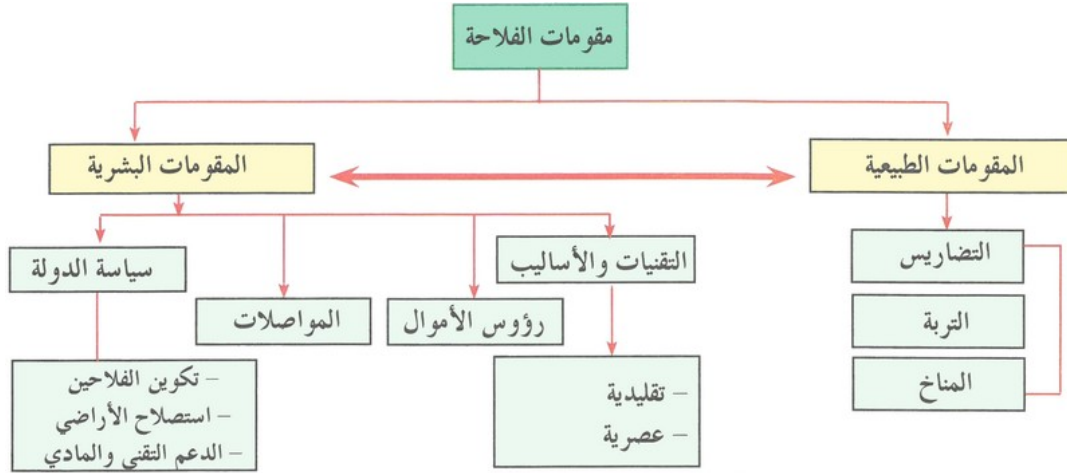 مقومات الفلاحة
المقومات الطبيعية
المقومات البشرية
التضاريس
التربة
المناخ
التقنيات والأساليب
رؤوس الأموال
المواصلات
سياسة الدولة
– تقليدية
– عصرية
– تكوين الفلاحين
– استصلاح الأراضي
– الدعم التقني والمادي